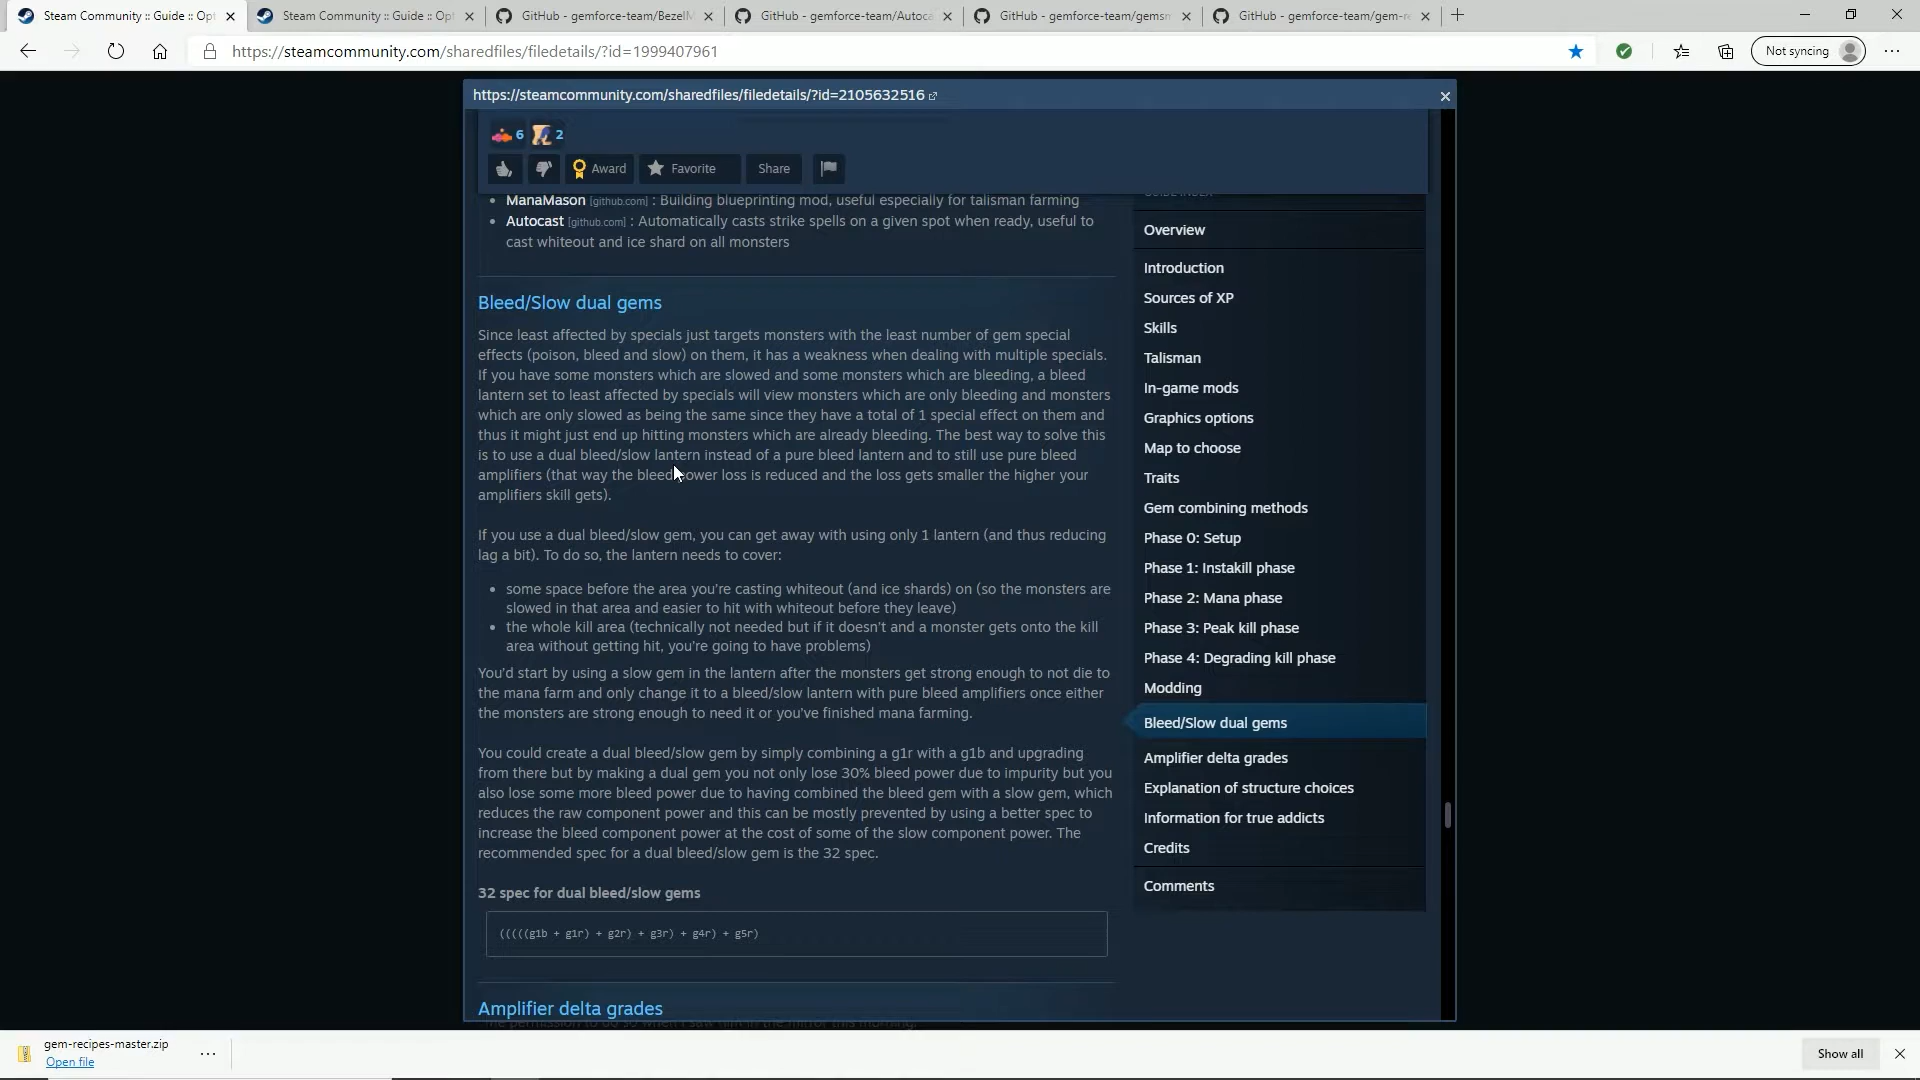 Steam Community :: Guide :: Opt
Steam Community :: Guide :: Opt
GitHub - gemforce-team/BezelM
GitHub - gemforce-team/Autoca
GitHub - gemforce-team/gemsm
GitHub - gemforce-team/gem-re
https://steamcommunity.com/sharedfiles/filedetails/?id=1999407961
Not syncing
https://steamcommunity.com/sharedfiles/filedetails/?id=2105632516
6
2
Award
Favorite
Share
• ManaMason [github.com] : Building blueprinting mod, useful especially for talisman farming
• Autocast [github.com] : Automatically casts strike spells on a given spot when ready, useful to
cast whiteout and ice shard on all monsters
Bleed/Slow dual gems
Since least affected by specials just targets monsters with the least number of gem special
effects (poison, bleed and slow) on them, it has a weakness when dealing with multiple specials.
If you have some monsters which are slowed and some monsters which are bleeding, a bleed
lantern set to least affected by specials will view monsters which are only bleeding and monsters
which are only slowed as being the same since they have a total of 1 special effect on them and
thus it might just end up hitting monsters which are already bleeding. The best way to solve this
is to use a dual bleed/slow lantern instead of a pure bleed lantern and to still use pure bleed
amplifiers (that way the bleed power loss is reduced and the loss gets smaller the higher your
amplifiers skill gets).
If you use a dual bleed/slow gem, you can get away with using only 1 lantern (and thus reducing
lag a bit). To do so, the lantern needs to cover:
• some space before the area you're casting whiteout (and ice shards) on (so the monsters are
slowed in that area and easier to hit with whiteout before they leave)
• the whole kill area (technically not needed but if it doesn't and a monster gets onto the kill
area without getting hit, you're going to have problems)
You'd start by using a slow gem in the lantern after the monsters get strong enough to not die to
the mana farm and only change it to a bleed/slow lantern with pure bleed amplifiers once either
the monsters are strong enough to need it or you've finished mana farming.
You could create a dual bleed/slow gem by simply combining a g1r with a g1b and upgrading
from there but by making a dual gem you not only lose 30% bleed power due to impurity but you
also lose some more bleed power due to having combined the bleed gem with a slow gem, which
reduces the raw component power and this can be mostly prevented by using a better spec to
increase the bleed component power at the cost of some of the slow component power. The
recommended spec for a dual bleed/slow gem is the 32 spec.
32 spec for dual bleed/slow gems
(((((g1b + g1r) + g2r) + g3r) + g4r) + g5r)
Amplifier delta grades
Overview
Introduction
Sources of XP
Skills
Talisman
In-game mods
Graphics options
Map to choose
Traits
Gem combining methods
Phase 0: Setup
Phase 1: Instakill phase
Phase 2: Mana phase
Phase 3: Peak kill phase
Phase 4: Degrading kill phase
Modding
Bleed/Slow dual gems
Amplifier delta grades
Explanation of structure choices
Information for true addicts
Credits
Comments
gem-recipes-master.zip
Open file
Show all